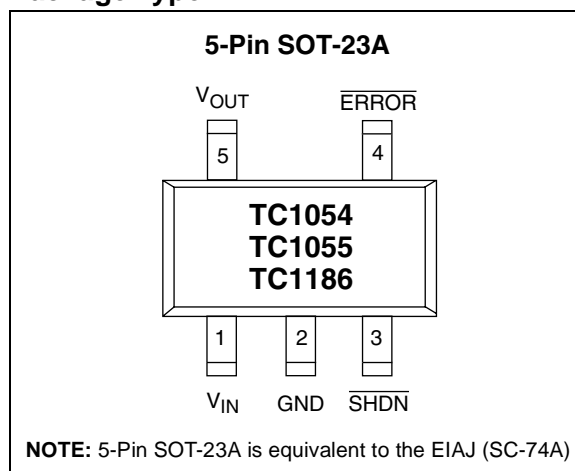 5-Pin SOT-23A
VOUT ERROR
5 4
TC1054
TC1055
TC1186
1 2 3
VIN GND SHDN
NOTE: 5-Pin SOT-23A is equivalent to the EIAJ (SC-74A)